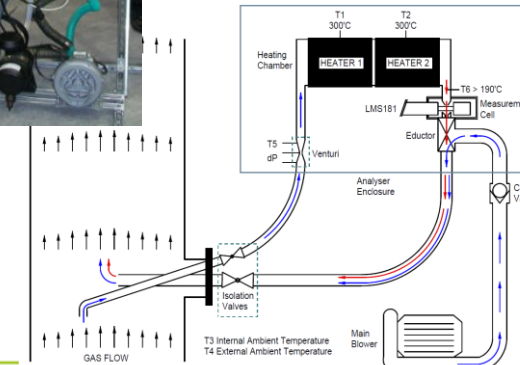 T1
300'C
T2
300'C
Heating
Chamber
HEATER 1
HEATER 2
T6 > 190'C
LMS181
Cell
Eductor
T5
dP
Venturi
Analyser
Enclosure
Isolation
Valves
T3 Internal Ambient Temperature
T4 External Ambient Temperature
Main
Blower
GAS FLOW